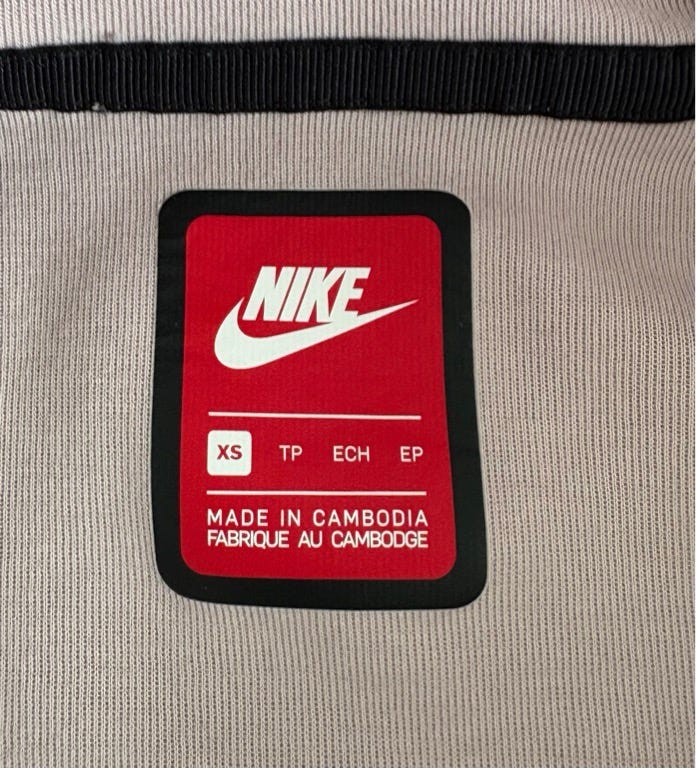 NIKE
XS TP ECH EP
MADE IN CAMBODIA
FABRIQUE AU CAMBODGE